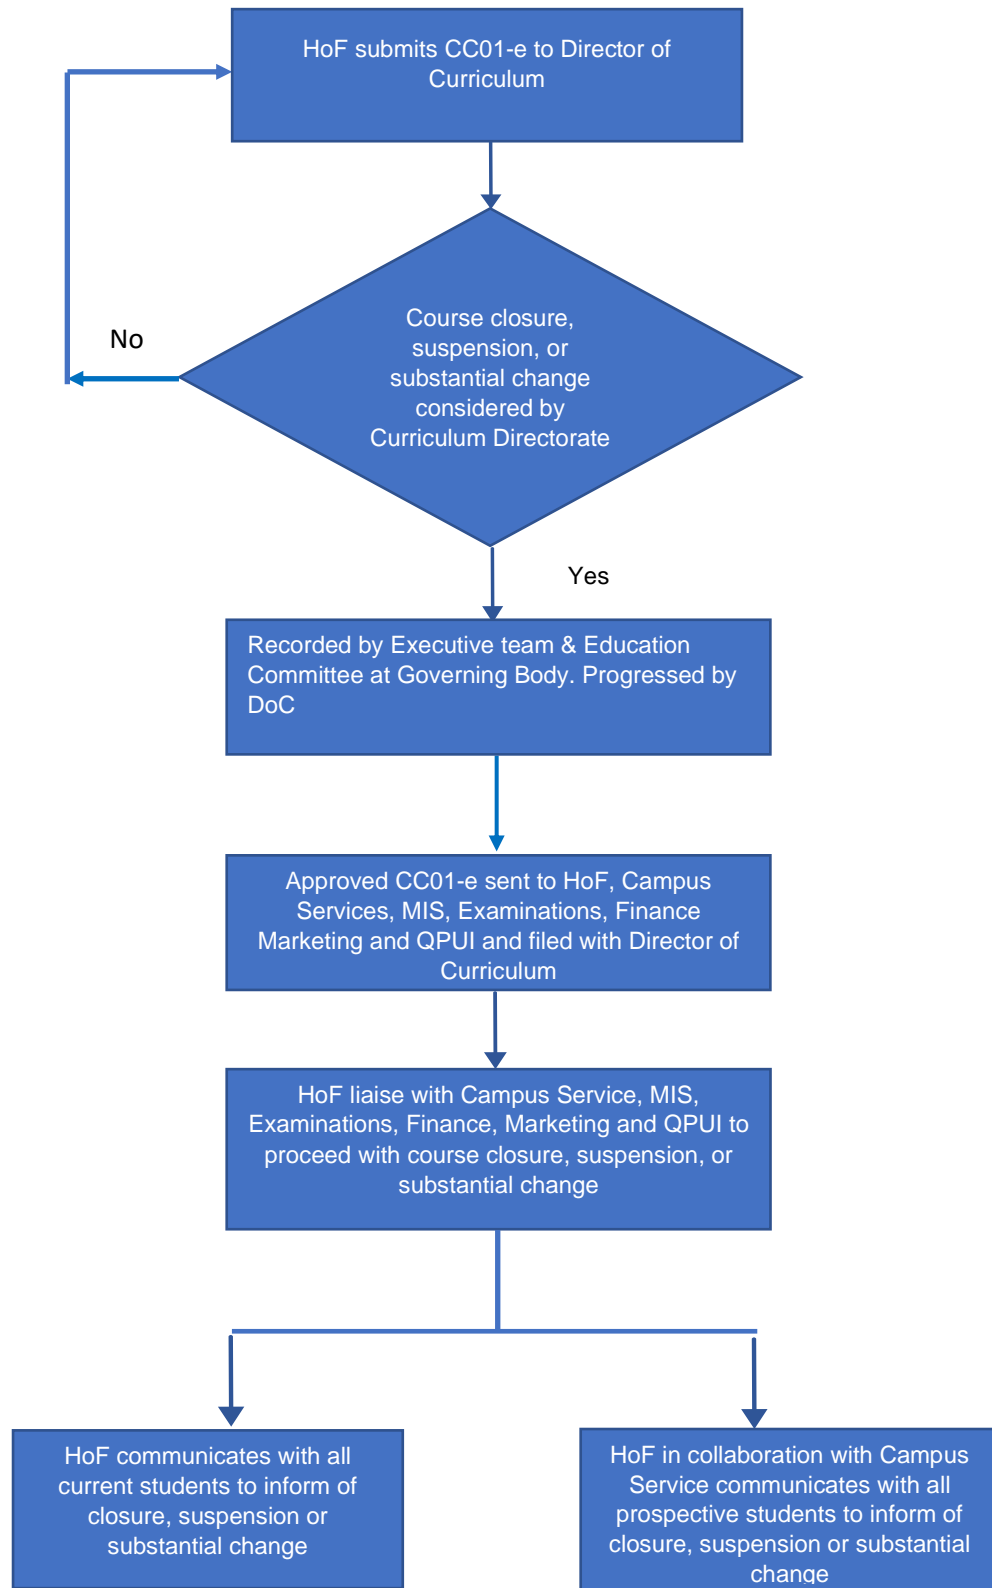 HoF submits CC01-e to Director of
Curriculum
Course closure,
suspension, or
substantial change
considered by
Curriculum Directorate
No
Yes
Recorded by Executive team & Education
Committee at Governing Body. Progressed by
DoC
Approved CC01-e sent to HoF, Campus
Services, MIS, Examinations, Finance
Marketing and QPUI and filed with Director of
Curriculum
HoF liaise with Campus Service, MIS,
Examinations, Finance, Marketing and QPUI to
proceed with course closure, suspension, or
substantial change
HoF communicates with all
current students to inform of
closure, suspension or
substantial change
HoF in collaboration with Campus
Service communicates with all
prospective students to inform of
closure, suspension or substantial
change